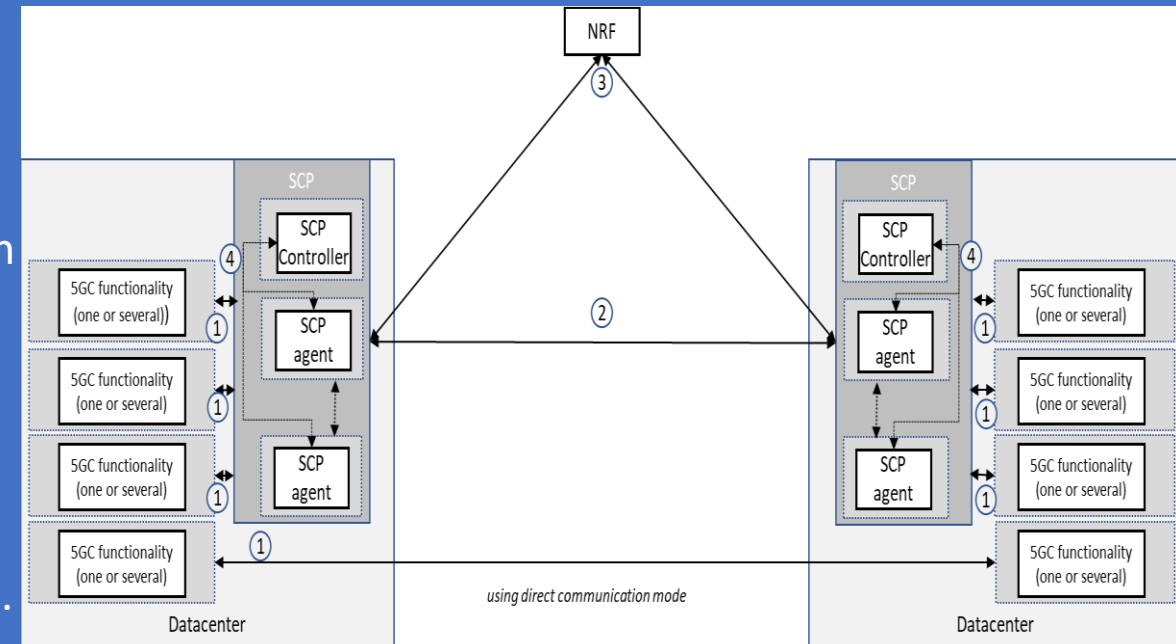 NRF
3
SCP
SCP
Controller
4
5GC functionality
(one or several))
1
SCP
agent
5GC functionality
(one or several)
1
5GC functionality
(one or several)
1
SCP
agent
5GC functionality
(one or several)
1
Datacenter
2
using direct communication mode
SCP
SCP
Controller
4
5GC functionality
(one or several)
1
SCP
agent
5GC functionality
(one or several)
1
SCP
agent
5GC functionality
(one or several)
1
5GC functionality
(one or several)
Datacenter